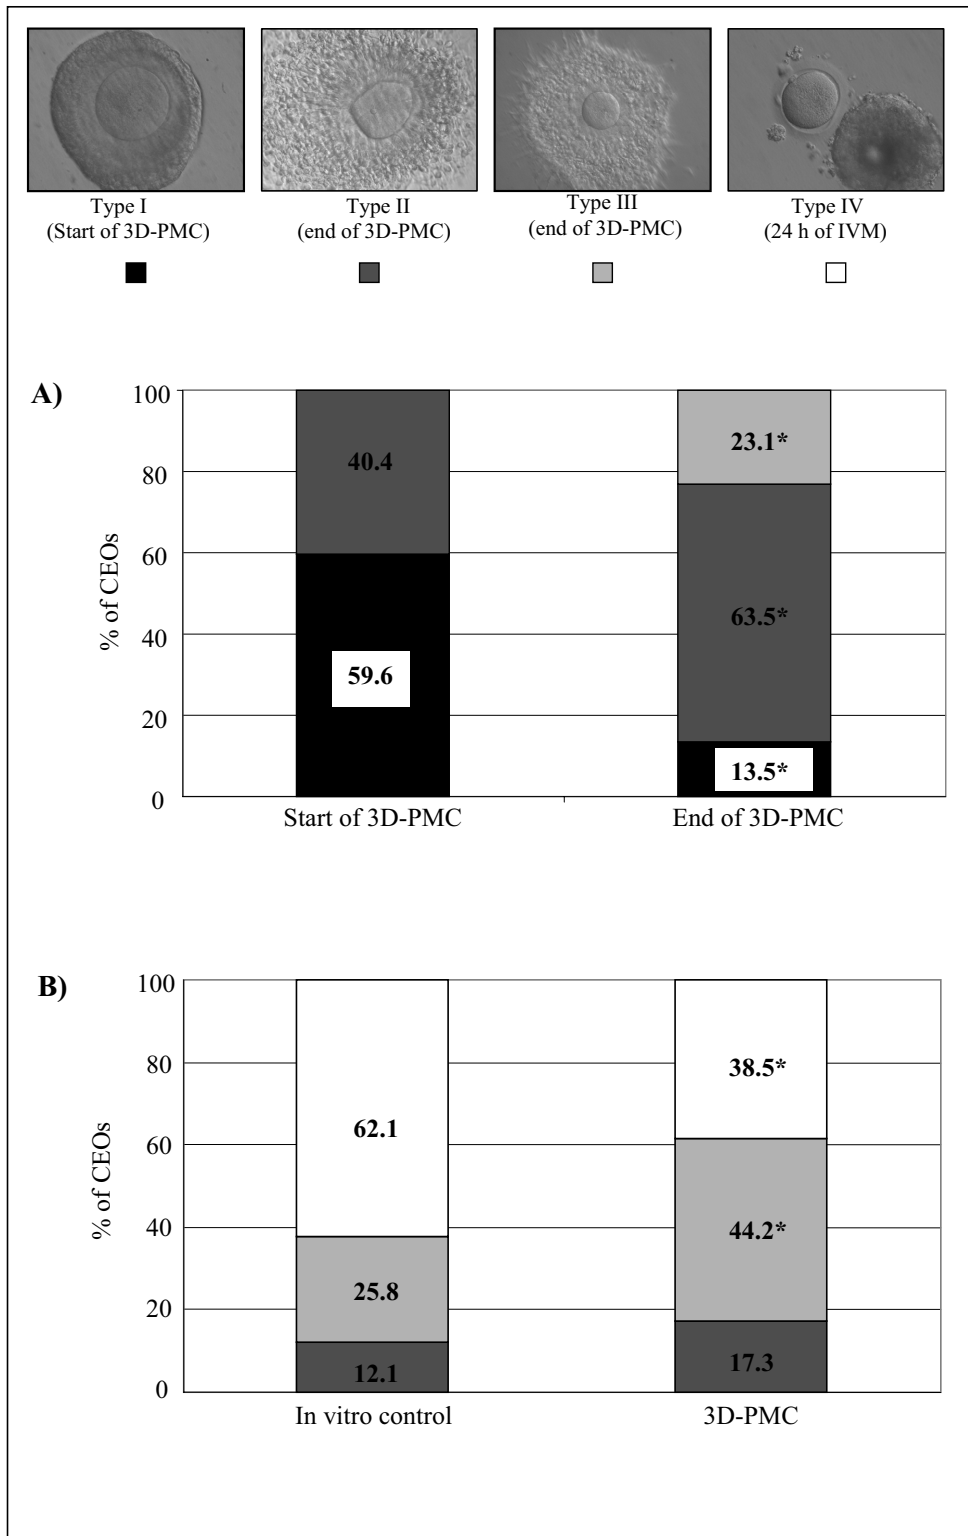 Type I
(Start of 3D-PMC)
Type II
(end of 3D-PMC)
Type III
(end of 3D-PMC)
Type IV
(24 h of IVM)
A)
% of CEOs
100
80
60
40
20
0
40.4
59.6
23.1*
63.5*
13.5*
Start of 3D-PMC
End of 3D-PMC
B)
% of CEOs
100
80
60
40
20
0
62.1
25.8
12.1
38.5*
44.2*
17.3
In vitro control
3D-PMC